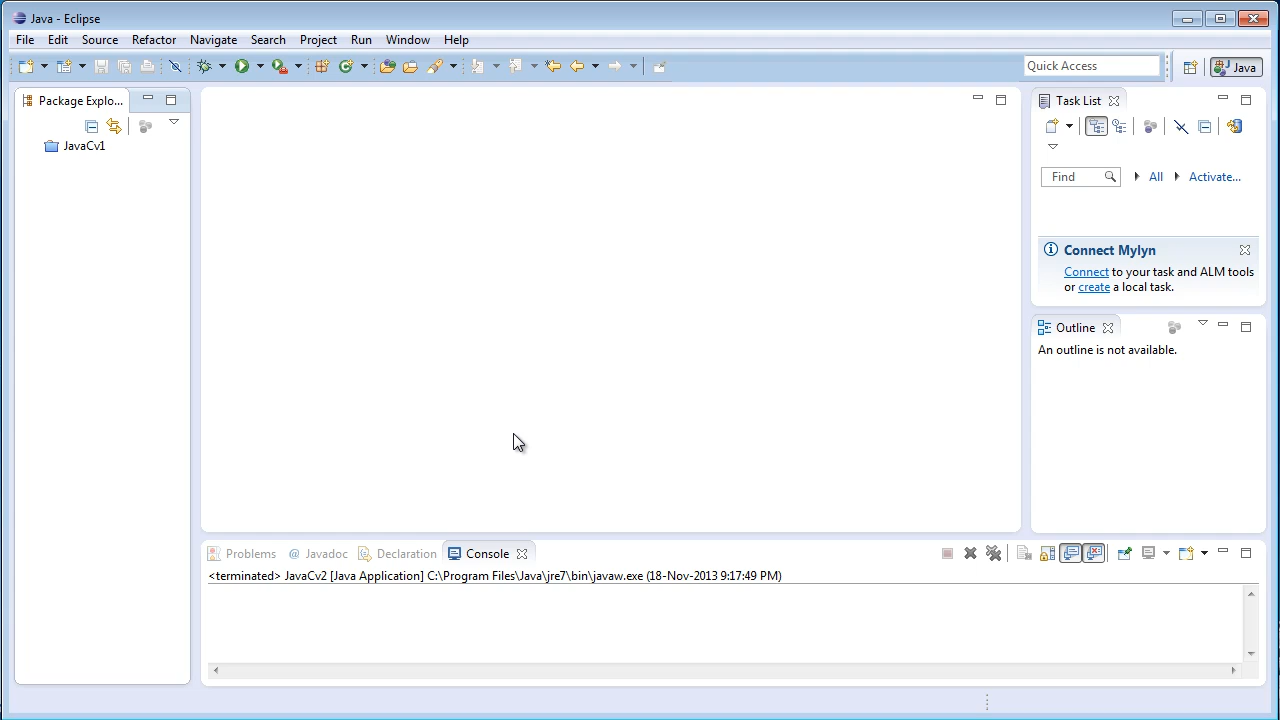 Java - Eclipse
File Edit Source Refactor Navigate Search Project Run Window Help
Quick Access
Java
Package Explo...
JavaCv1
Task List
Find
All
Activate...
Connect Mylyn
Connect to your task and ALM tools
or create a local task.
Outline
An outline is not available.
Problems @ Javadoc Declaration Console
<terminated> JavaCv2 [Java Application] C:\Program Files\Java\jre7\bin\javaw.exe (18-Nov-2013 9:17:49 PM)